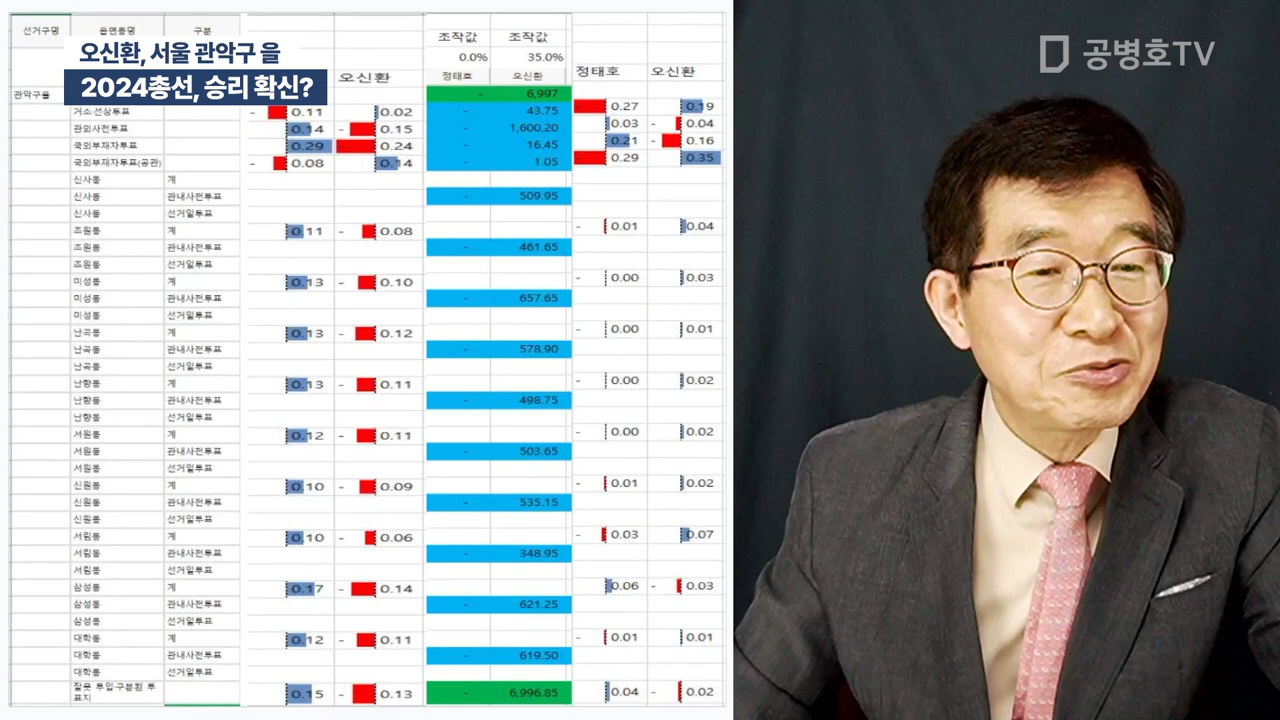 선거구명 읍면동명 구분
오신환, 서울 관악구 을
2024총선, 승리 확신?
조작값 조작값
0.0% 35.0%
오신환 정태호 오신환 정태호 오신환
관악구을 - 6,997
거소·선상투표 - 0.11 0.02 - 43.75 - 0.27 0.19
관외사전투표 0.14 - 0.15 - 1,600.20 0.03 - 0.04
국외부재자투표 0.29 - 0.24 - 16.45 0.21 - 0.16
국외부재자투표(공관) - 0.08 0.14 - 1.05 - 0.29 0.35
신사동 계
신사동 관내사전투표 - 509.95
신사동 선거일투표
조원동 계 0.11 - 0.08 - 0.01 0.04
조원동 관내사전투표 - 461.65
조원동 선거일투표
미성동 계 0.13 - 0.10 - 0.00 0.03
미성동 관내사전투표 - 657.65
미성동 선거일투표
난곡동 계 0.13 - 0.12 - 0.00 0.01
난곡동 관내사전투표 - 578.90
난곡동 선거일투표
난향동 계 0.13 - 0.11 - 0.00 0.02
난향동 관내사전투표 - 498.75
난향동 선거일투표
서원동 계 0.12 - 0.11 - 0.00 0.02
서원동 관내사전투표 - 503.65
서원동 선거일투표
신원동 계 0.10 - 0.09 - 0.01 0.02
신원동 관내사전투표 - 535.15
신원동 선거일투표
서림동 계 0.10 - 0.06 - 0.03 0.07
서림동 관내사전투표 - 348.95
서림동 선거일투표
삼성동 계 0.17 - 0.14 0.06 - 0.03
삼성동 관내사전투표 - 621.25
삼성동 선거일투표
대학동 계 0.12 - 0.11 - 0.01 0.01
대학동 관내사전투표 - 619.50
대학동 선거일투표
잘못 투입·구분된 투
표지 0.15 - 0.13 - 6,996.85 0.04 - 0.02
공병호TV